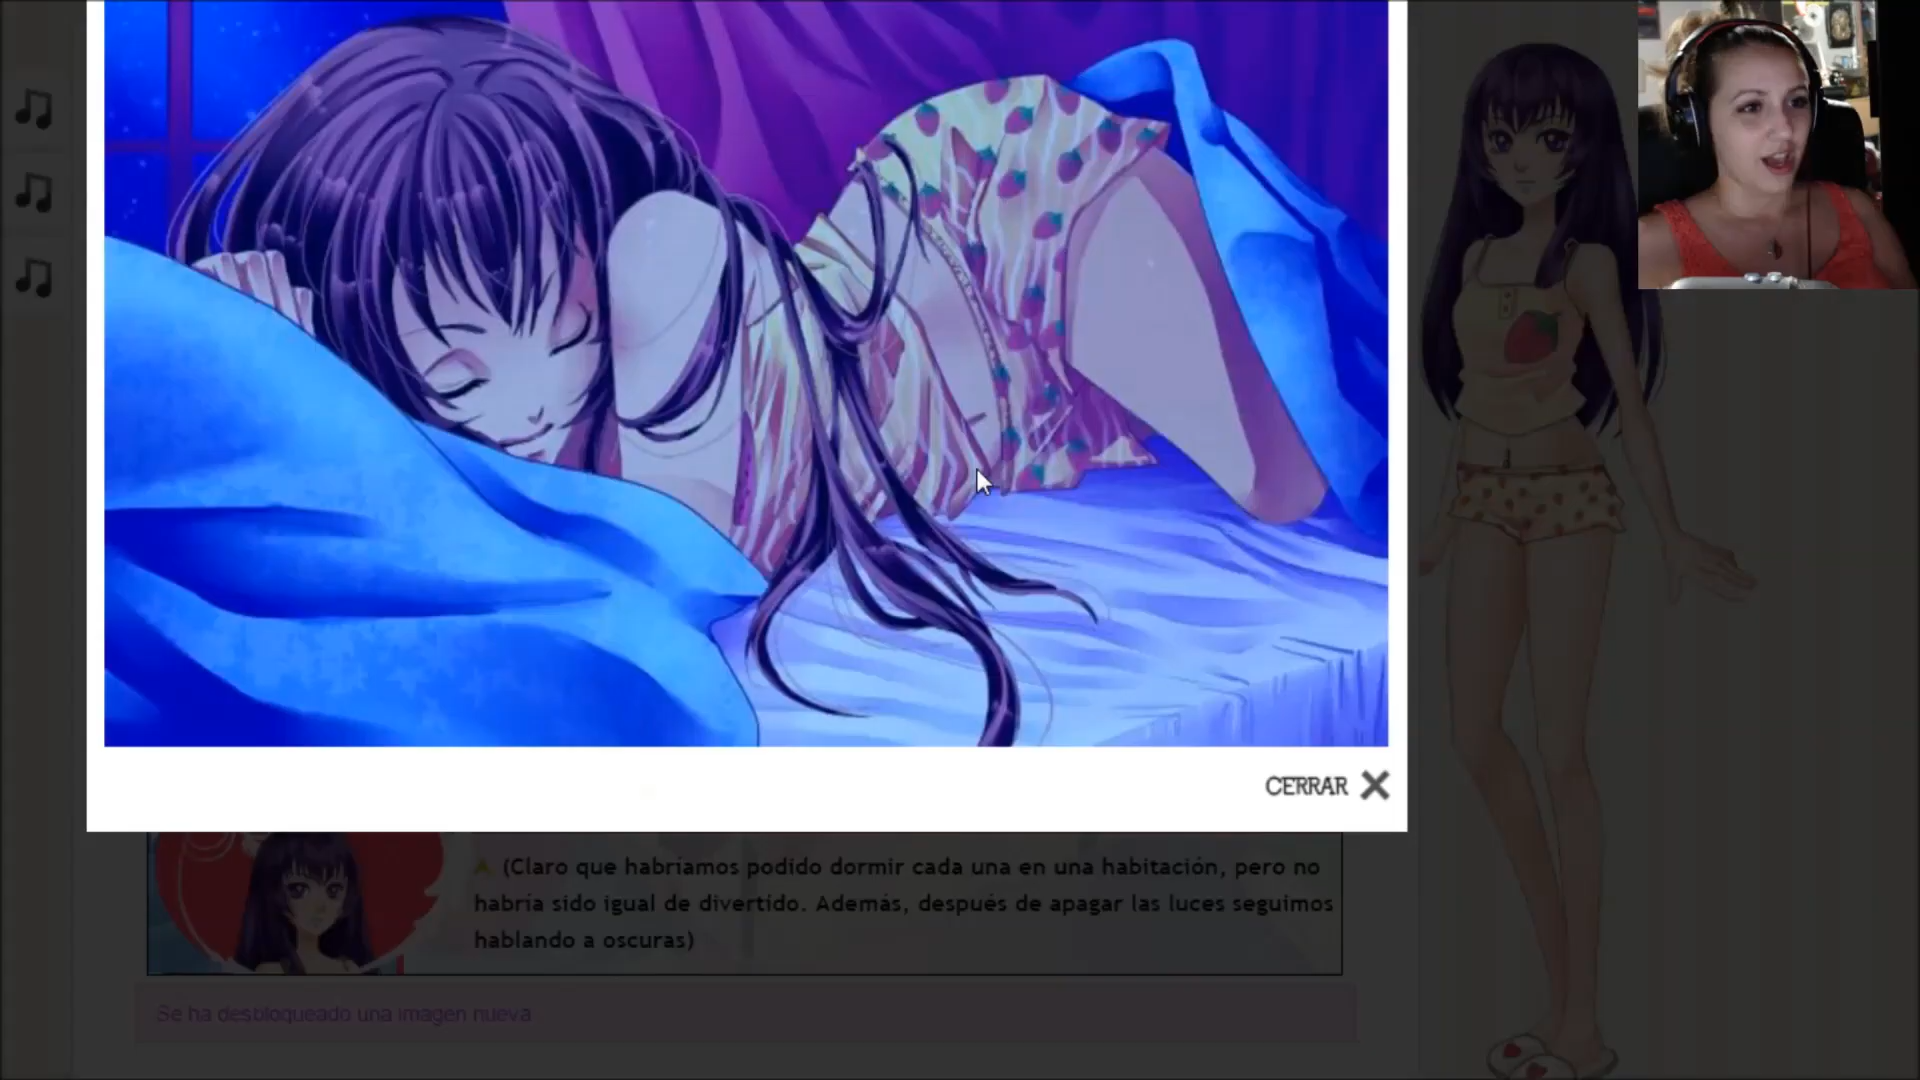 CERRAR
(Claro que habríamos podido dormir cada una en una habitación, pero no
habría sido igual de divertido. Además, después de apagar las luces seguimos
hablando a oscuras)
Se ha desbloqueado una imagen nueva